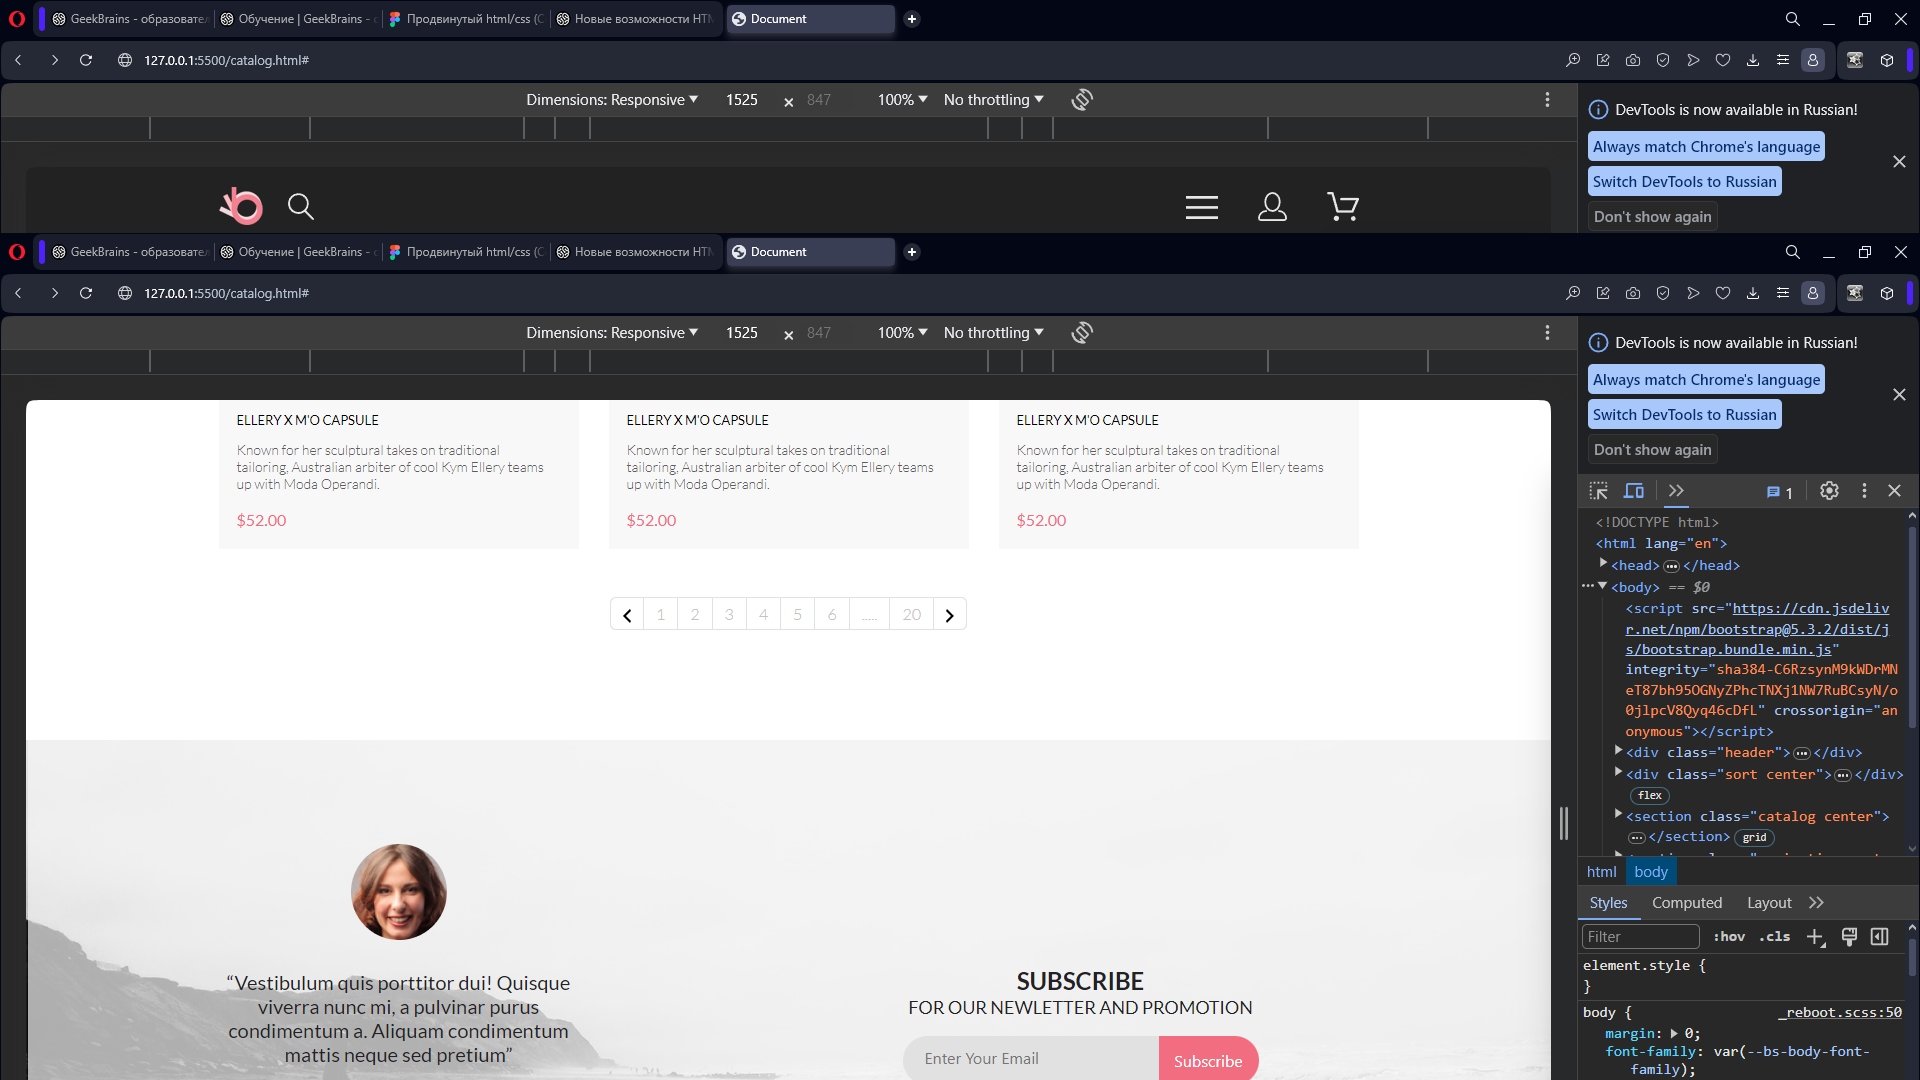 GeekBrains - образовате
Обучение | GeekBrains -
Продвинутый html/css (C
Новые возможности HTM
Document
127.0.0.1:5500/catalog.html#
Dimensions: Responsive 1525 × 847 100% No throttling
DevTools is now available in Russian!
Always match Chrome's language
Switch DevTools to Russian
Don't show again
GeekBrains - образовате
Обучение | GeekBrains -
Продвинутый html/css (C
Новые возможности HTM
Document
127.0.0.1:5500/catalog.html#
Dimensions: Responsive 1525 × 847 100% No throttling
DevTools is now available in Russian!
Always match Chrome's language
Switch DevTools to Russian
Don't show again
ELLERY X M'O CAPSULE
Known for her sculptural takes on traditional
tailoring, Australian arbiter of cool Kym Ellery teams
up with Moda Operandi.
$52.00
ELLERY X M'O CAPSULE
Known for her sculptural takes on traditional
tailoring, Australian arbiter of cool Kym Ellery teams
up with Moda Operandi.
$52.00
ELLERY X M'O CAPSULE
Known for her sculptural takes on traditional
tailoring, Australian arbiter of cool Kym Ellery teams
up with Moda Operandi.
$52.00
1 2 3 4 5 6 ..... 20
“Vestibulum quis porttitor dui! Quisque
viverra nunc mi, a pulvinar purus
condimentum a. Aliquam condimentum
mattis neque sed pretium”
SUBSCRIBE
FOR OUR NEWLETTER AND PROMOTION
Enter Your Email
Subscribe
1
<!DOCTYPE html>
<html lang="en">
<head>…</head>
<body> == $0
<script src="https://cdn.jsdeliv
r.net/npm/bootstrap@5.3.2/dist/j
s/bootstrap.bundle.min.js"
integrity="sha384-C6RzsynM9kWDrMN
eT87bh95OGNyZPhcTNXj1NW7RuBCsyN/o
0jlpcV8Qyq46cDfL" crossorigin="an
onymous"></script>
<div class="header">…</div>
<div class="sort center">…</div>
flex
<section class="catalog center">
…</section> grid
html body
Styles Computed Layout
Filter :hov .cls
element.style {
}
body { _reboot.scss:50
margin: 0;
font-family: var(--bs-body-font-
family);